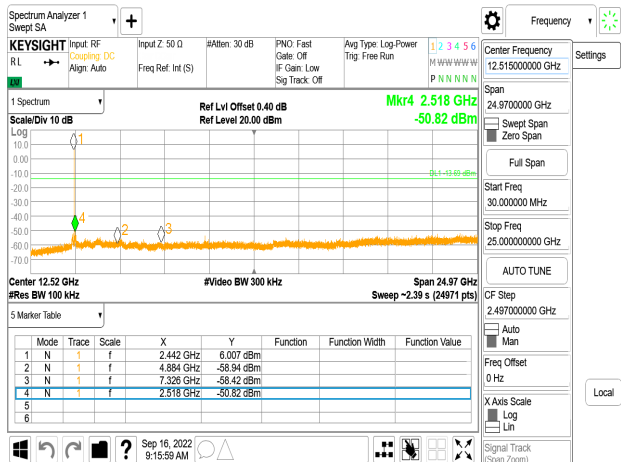 Spectrum Analyzer 1
Swept SA
Frequency
KEYSIGHT
RL
Input: RF
Coupling: DC
Align: Auto
Input Z: 50 Ω
Freq Ref: Int (S)
#Atten: 30 dB
PNO: Fast
Gate: Off
IF Gain: Low
Sig Track: Off
Avg Type: Log-Power
Trig: Free Run
1 2 3 4 5 6
M W W W W W
P N N N N N
1 Spectrum
Scale/Div 10 dB
Ref Lvl Offset 0.40 dB
Ref Level 20.00 dBm
Mkr4 2.518 GHz
-50.82 dBm
Log
10.0
0.00
-10.0
-20.0
-30.0
-40.0
-50.0
-60.0
-70.0
1
2
3
4
Center 12.52 GHz
#Res BW 100 kHz
#Video BW 300 kHz
Span 24.97 GHz
Sweep ~2.39 s (24971 pts)
5 Marker Table
Mode Trace Scale X Y Function Function Width Function Value
1 N 1 f 2.442 GHz 6.007 dBm
2 N 1 f 4.884 GHz -58.94 dBm
3 N 1 f 7.326 GHz -58.42 dBm
4 N 1 f 2.518 GHz -50.82 dBm
5
6
Sep 16, 2022
9:15:59 AM
Center Frequency
12.515000000 GHz
Settings
Span
24.9700000 GHz
Swept Span
Zero Span
Full Span
Start Freq
30.000000 MHz
Stop Freq
25.000000000 GHz
AUTO TUNE
CF Step
2.497000000 GHz
Auto
Man
Freq Offset
0 Hz
X Axis Scale
Log
Lin
Local
Signal Track
(Span Zoom)